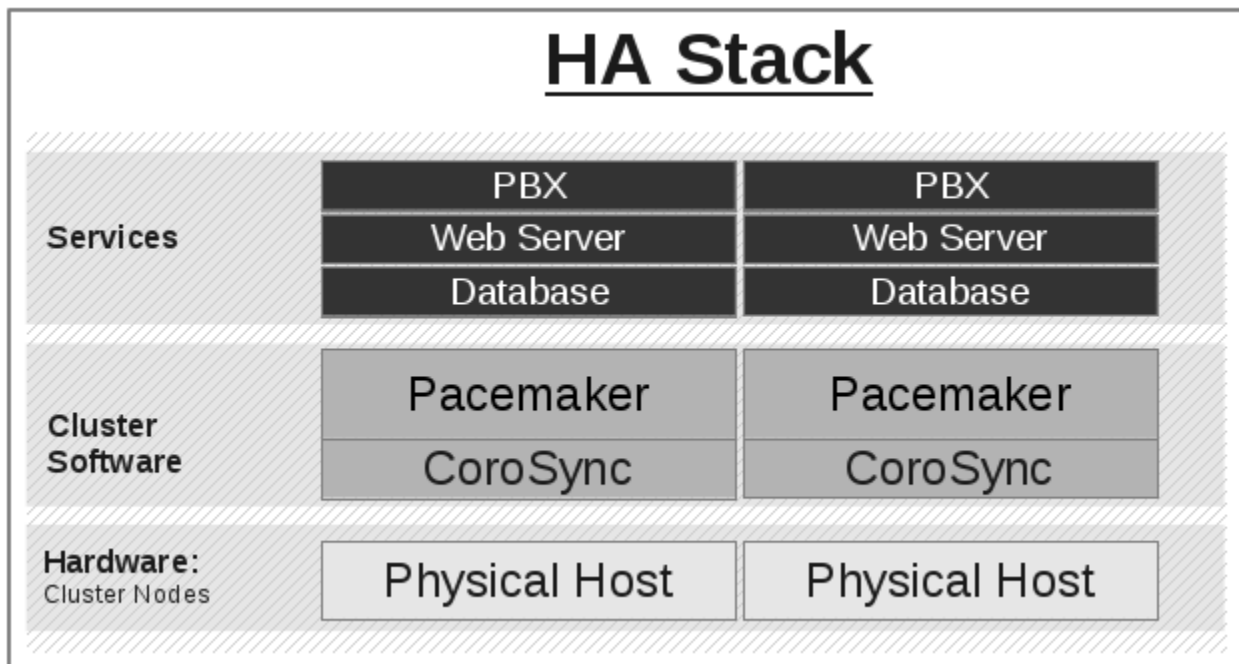 HA Stack
Services
PBX
PBX
Web Server
Web Server
Database
Database
Cluster
Software
Pacemaker
Pacemaker
CoroSync
CoroSync
Hardware:
Cluster Nodes
Physical Host
Physical Host